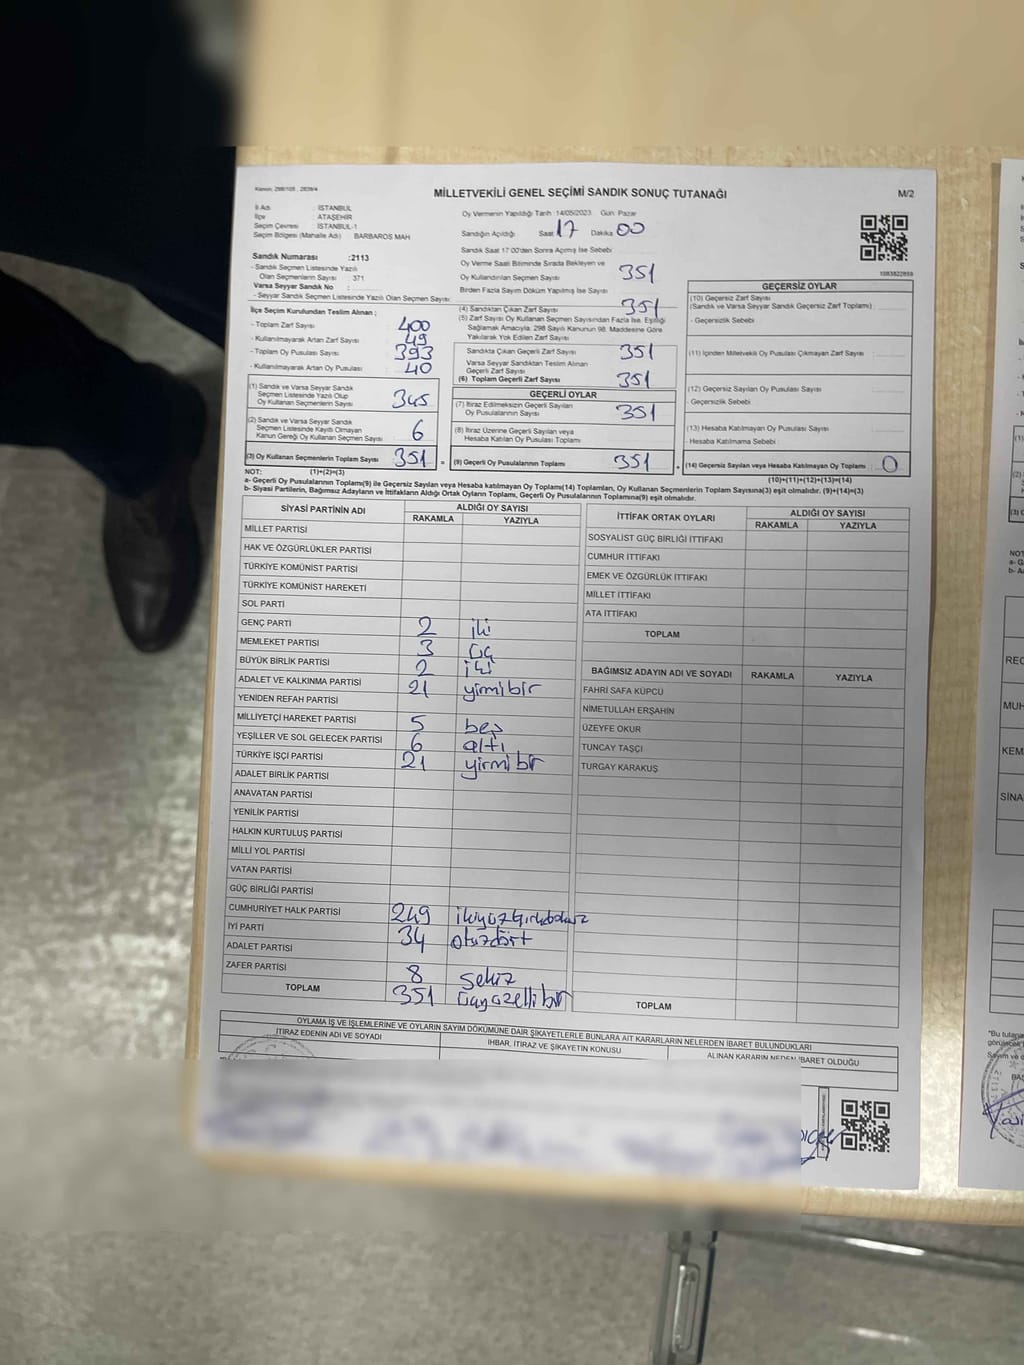 Kanun: 298/105 , 2839/4
MİLLETVEKİLİ GENEL SEÇİMİ SANDIK SONUÇ TUTANAĞI
M/2
İl Adı : İSTANBUL
İlçe : ATAŞEHİR
Seçim Çevresi : İSTANBUL-1
Seçim Bölgesi (Mahalle Adı) BARBAROS MAH
Sandık Numarası :2113
- Sandık Seçmen Listesinde Yazılı
Olan Seçmenlerin Sayısı : 371
Varsa Seyyar Sandık No :
- Seyyar Sandık Seçmen Listesinde Yazılı Olan Seçmen Sayısı:
Oy Vermenin Yapıldığı Tarih :14/05/2023 Gün: Pazar
Sandığın Açıldığı Saat 17 Dakika 00
Sandık Saat 17:00'den Sonra Açılmış İse Sebebi
Oy Verme Saati Bitiminde Sırada Bekleyen ve
Oy Kullandırılan Seçmen Sayısı 351
Birden Fazla Sayım Döküm Yapılmış İse Sayısı
1083822859
İlçe Seçim Kurulundan Teslim Alınan ;
- Toplam Zarf Sayısı 400
- Kullanılmayarak Artan Zarf Sayısı 49
- Toplam Oy Pusulası Sayısı 393
- Kullanılmayarak Artan Oy Pusulası 40
(1) Sandık ve Varsa Seyyar Sandık
Seçmen Listesinde Yazılı Olup
Oy Kullanan Seçmenlerin Sayısı 345
(2) Sandık ve Varsa Seyyar Sandık
Seçmen Listesinde Kayıtlı Olmayan
Kanun Gereği Oy Kullanan Seçmen Sayısı 6
(3) Oy Kullanan Seçmenlerin Toplam Sayısı 351 =
(4) Sandıktan Çıkan Zarf Sayısı 351
(5) Zarf Sayısı Oy Kullanan Seçmen Sayısından Fazla İse, Eşitliği
Sağlamak Amacıyla, 298 Sayılı Kanunun 98. Maddesine Göre
Yakılarak Yok Edilen Zarf Sayısı
Sandıkta Çıkan Geçerli Zarf Sayısı 351
Varsa Seyyar Sandıktan Teslim Alınan
Geçerli Zarf Sayısı
(6) Toplam Geçerli Zarf Sayısı 351
GEÇERLİ OYLAR
(7) İtiraz Edilmeksizin Geçerli Sayılan
Oy Pusulalarının Sayısı 351
(8) İtiraz Üzerine Geçerli Sayılan veya
Hesaba Katılan Oy Pusulası Toplamı
(9) Geçerli Oy Pusulalarının Toplamı 351 +
GEÇERSİZ OYLAR
(10) Geçersiz Zarf Sayısı
(Sandık ve Varsa Seyyar Sandık Geçersiz Zarf Toplamı) :
- Geçersizlik Sebebi :
(11) İçinden Milletvekili Oy Pusulası Çıkmayan Zarf Sayısı :
(12) Geçersiz Sayılan Oy Pusulası Sayısı :
- Geçersizlik Sebebi :
(13) Hesaba Katılmayan Oy Pusulası Sayısı :
- Hesaba Katılmama Sebebi :
(14) Geçersiz Sayılan veya Hesaba Katılmayan Oy Toplamı : 0
NOT: (1)+(2)=(3)
(10)+(11)+(12)+(13)=(14)
a- Geçerli Oy Pusulalarının Toplamı(9) ile Geçersiz Sayılan veya Hesaba katılmayan Oy Toplamı(14) Toplamları, Oy Kullanan Seçmenlerin Toplam Sayısına(3) eşit olmalıdır. (9)+(14)=(3)
b- Siyasi Partilerin, Bağımsız Adayların ve İttifakların Aldığı Ortak Oyların Toplamı, Geçerli Oy Pusulalarının Toplamına(9) eşit olmalıdır.
SİYASİ PARTİNİN ADI ALDIĞI OY SAYISI
RAKAMLA YAZIYLA
MİLLET PARTİSİ
HAK VE ÖZGÜRLÜKLER PARTİSİ
TÜRKİYE KOMÜNİST PARTİSİ
TÜRKİYE KOMÜNİST HAREKETİ
SOL PARTİ
GENÇ PARTİ 2 iki
MEMLEKET PARTİSİ 3 üç
BÜYÜK BİRLİK PARTİSİ 2 iki
ADALET VE KALKINMA PARTİSİ 21 yirmibir
YENİDEN REFAH PARTİSİ
MİLLİYETÇİ HAREKET PARTİSİ 5 beş
YEŞİLLER VE SOL GELECEK PARTİSİ 6 altı
TÜRKİYE İŞÇİ PARTİSİ 21 yirmibir
ADALET BİRLİK PARTİSİ
ANAVATAN PARTİSİ
YENİLİK PARTİSİ
HALKIN KURTULUŞ PARTİSİ
MİLLİ YOL PARTİSİ
VATAN PARTİSİ
GÜÇ BİRLİĞİ PARTİSİ
CUMHURİYET HALK PARTİSİ 249 ikiyüzkırkdokuz
İYİ PARTİ 34 otuzdört
ADALET PARTİSİ
ZAFER PARTİSİ 8 sekiz
TOPLAM 351 üçyüzellibir
İTTİFAK ORTAK OYLARI ALDIĞI OY SAYISI
RAKAMLA YAZIYLA
SOSYALİST GÜÇ BİRLİĞİ İTTİFAKI
CUMHUR İTTİFAKI
EMEK VE ÖZGÜRLÜK İTTİFAKI
MİLLET İTTİFAKI
ATA İTTİFAKI
TOPLAM
BAĞIMSIZ ADAYIN ADI VE SOYADI RAKAMLA YAZIYLA
FAHRİ SAFA KÜPCÜ
NİMETULLAH ERŞAHİN
ÜZEYFE OKUR
TUNCAY TAŞÇI
TURGAY KARAKUŞ
TOPLAM
OYLAMA İŞ VE İŞLEMLERİNE VE OYLARIN SAYIM DÖKÜMÜNE DAİR ŞİKAYETLERLE BUNLARA AİT KARARLARIN NELERDEN İBARET BULUNDUKLARI
İTİRAZ EDENİN ADI VE SOYADI
İHBAR, İTİRAZ VE ŞİKAYETİN KONUSU
ALINAN KARARIN NEDEN İBARET OLDUĞU
NOT
REC
MUH
KEM
SİNA
*Bu tutana